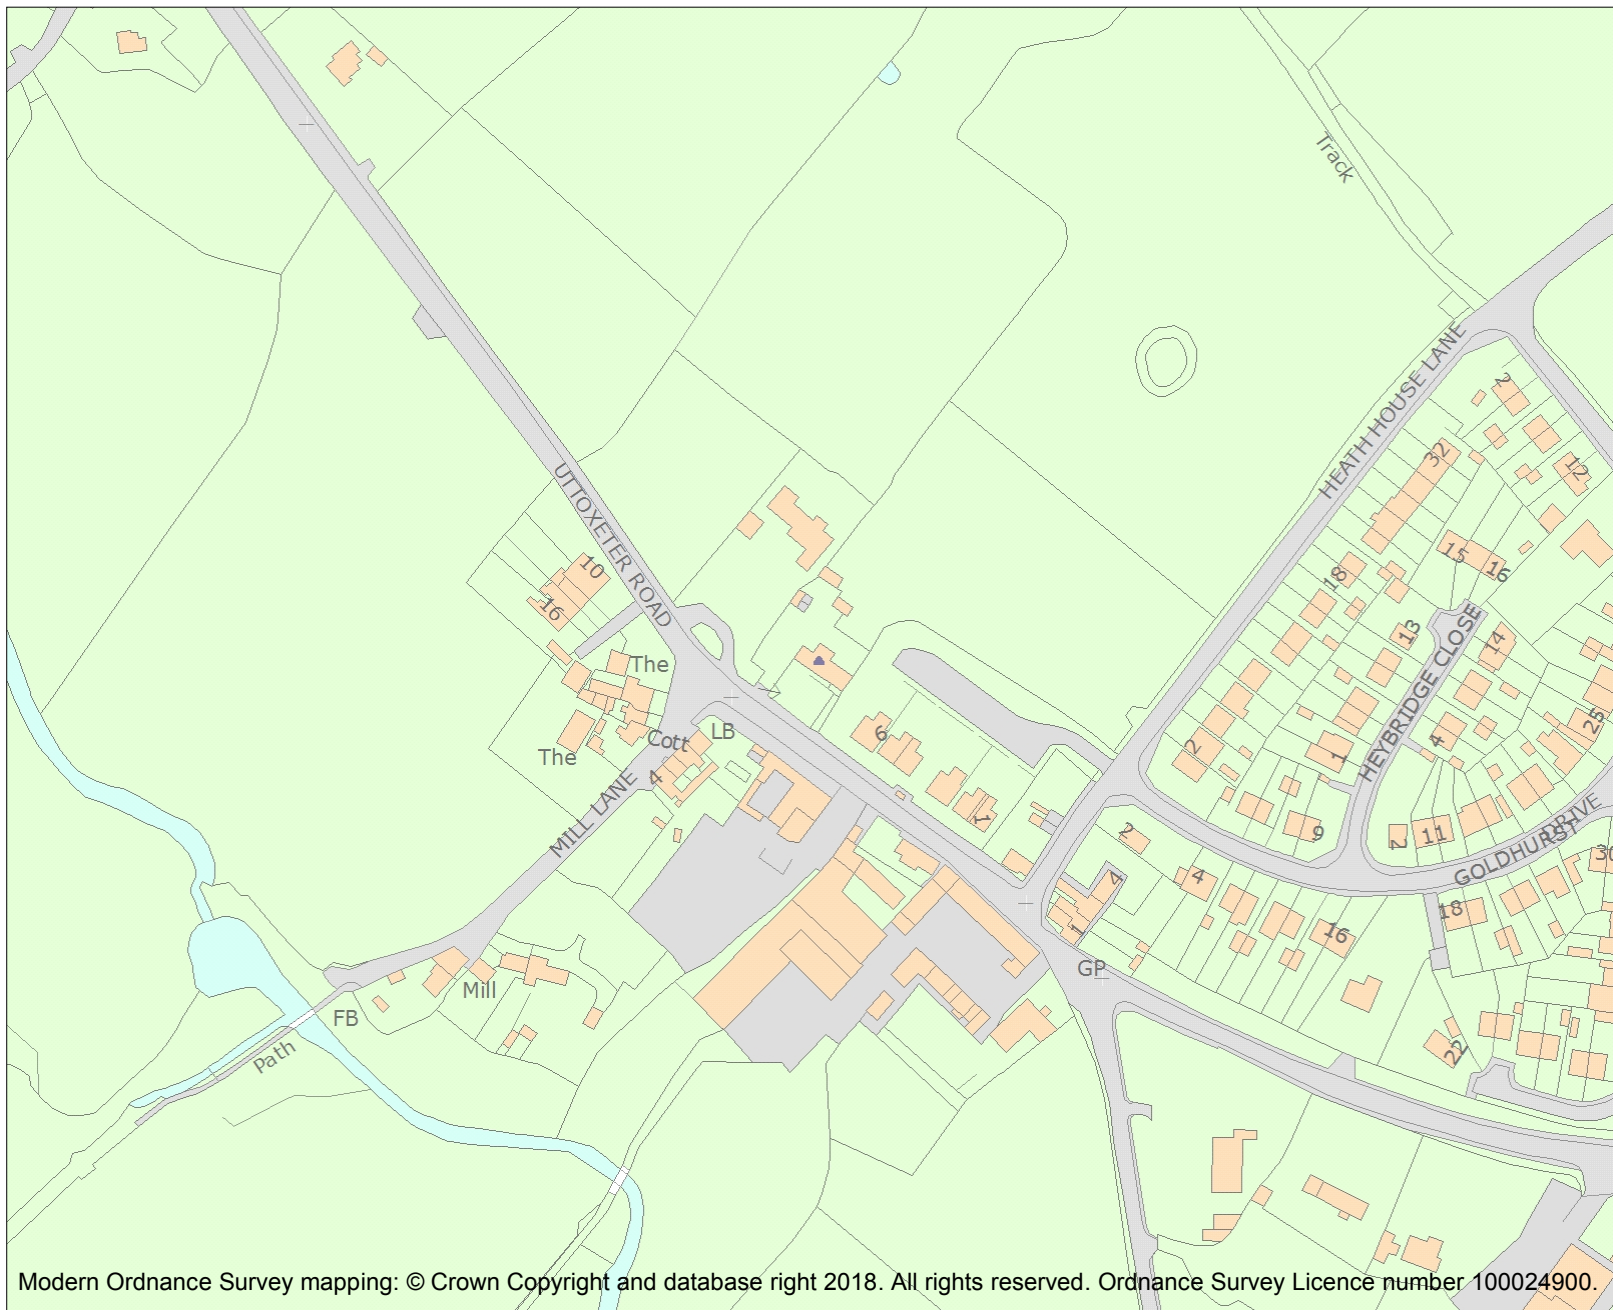 Track
HEATH HOUSE LANE
2
32
12
UTTOXETER ROAD
10
16
15
16
18
13
HEYBRIDGE CLOSE
14
The
LB
Cott
The
4
MILL LANE
6
1
2
1
4
25
2
9
2
11
GOLDHURST
DRIVE
30
4
4
18
1
16
GP
22
Mill
FB
Path
Modern Ordnance Survey mapping: © Crown Copyright and database right 2018. All rights reserved. Ordnance Survey Licence number 100024900.